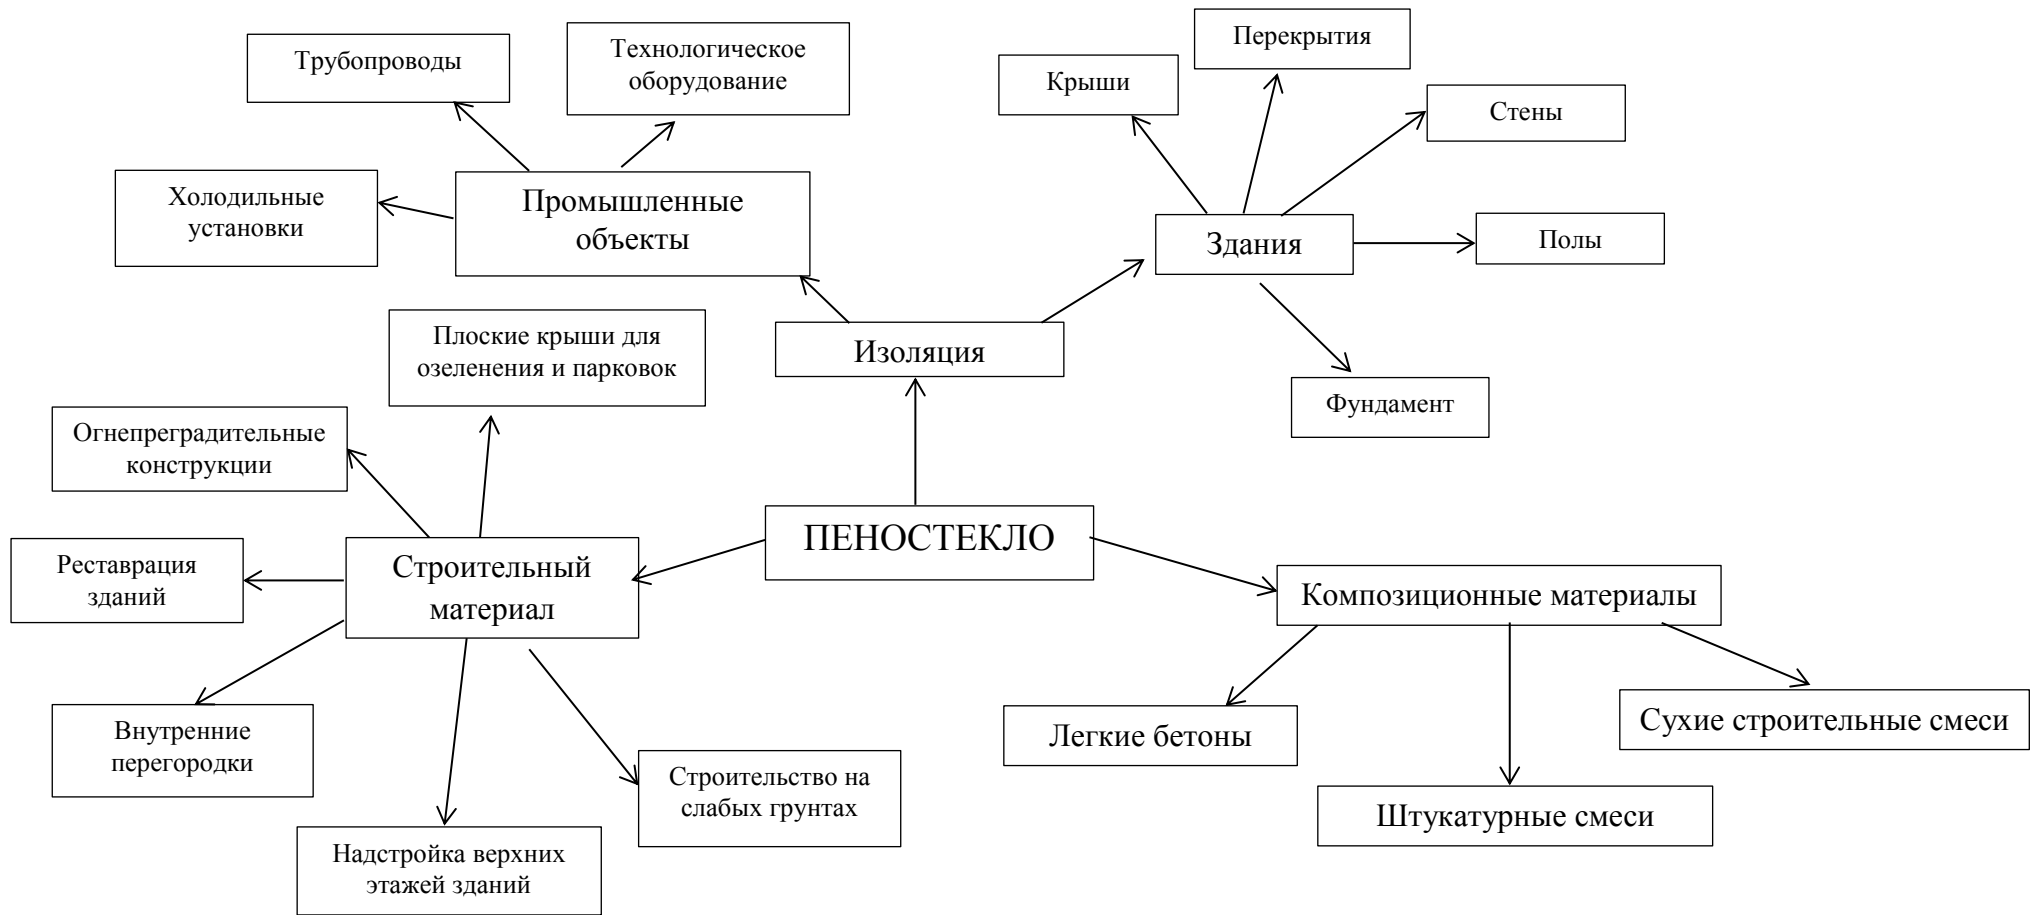 Перекрытия
Трубопроводы
Технологическое
оборудование
Крыши
Стены
Холодильные
установки
Промышленные
объекты
Здания
Полы
Плоские крыши для
озеленения и парковок
Изоляция
Фундамент
Огнепреградительные
конструкции
ПЕНОСТЕКЛО
Реставрация
зданий
Строительный
материал
Композиционные материалы
Внутренние
перегородки
Легкие бетоны
Сухие строительные смеси
Строительство на
слабых грунтах
Штукатурные смеси
Надстройка верхних
этажей зданий